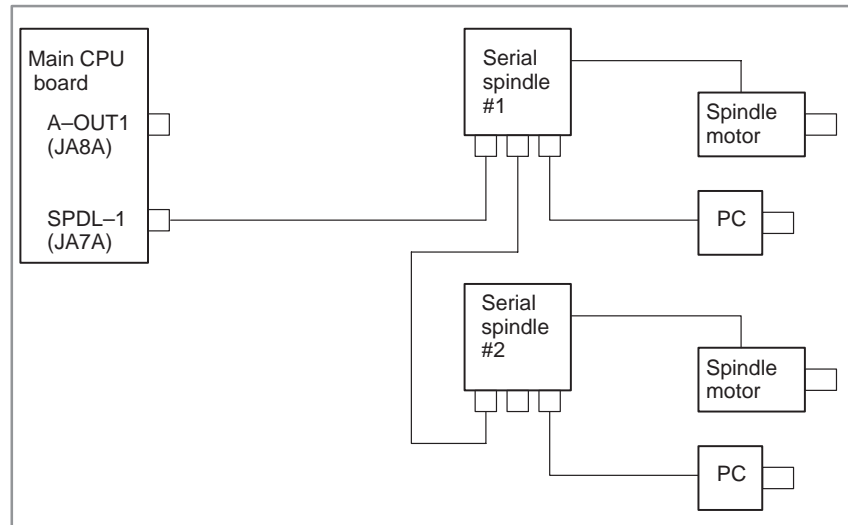 Main CPU
board
A–OUT1
(JA8A)
SPDL–1
(JA7A)
Serial
spindle
#1
Spindle
motor
PC
Serial
spindle
#2
Spindle
motor
PC